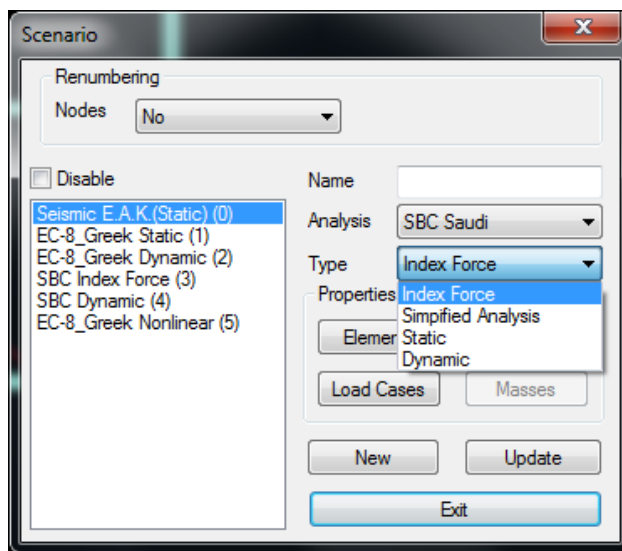 Scenario
Renumbering
Nodes
No
Disable
Seismic E.A.K.(Static) (0)
EC-8_Greek Static (1)
EC-8_Greek Dynamic (2)
SBC Index Force (3)
SBC Dynamic (4)
EC-8_Greek Nonlinear (5)
Name
Analysis
SBC Saudi
Type
Index Force
Properties
Index Force
Simpified Analysis
Static
Dynamic
Elemer
Load Cases
Masses
New
Update
Exit